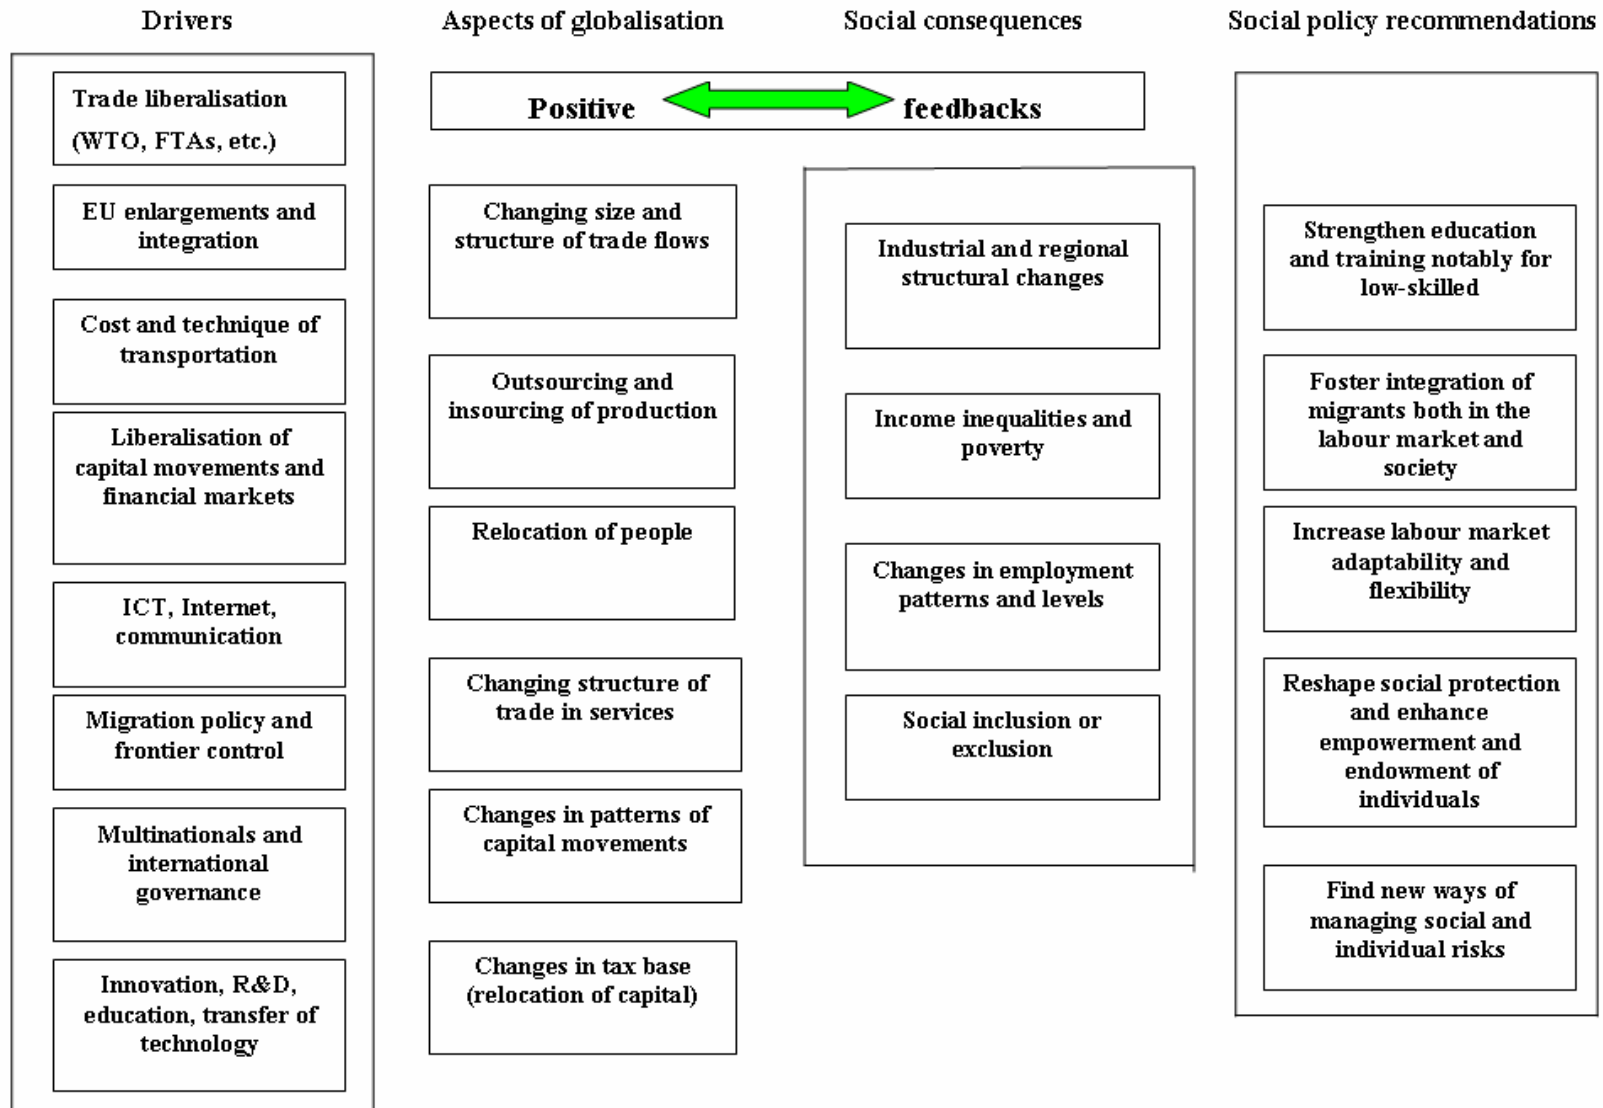 Drivers
Aspects of globalisation
Social consequences
Social policy recommendations
Trade liberalisation
(WTO, FTAs, etc.)
EU enlargements and
integration
Cost and technique of
transportation
Liberalisation of
capital movements and
financial markets
ICT, Internet,
communication
Migration policy and
frontier control
Multinationals and
international
governance
Innovation, R&D,
education, transfer of
technology
Positive feedbacks
Changing size and
structure of trade flows
Outsourcing and
insourcing of production
Relocation of people
Changing structure of
trade in services
Changes in patterns of
capital movements
Changes in tax base
(relocation of capital)
Industrial and regional
structural changes
Income inequalities and
poverty
Changes in employment
patterns and levels
Social inclusion or
exclusion
Strengthen education
and training notably for
low-skilled
Foster integration of
migrants both in the
labour market and
society
Increase labour market
adaptability and
flexibility
Reshape social protection
and enhance
empowerment and
endowment of
individuals
Find new ways of
managing social and
individual risks